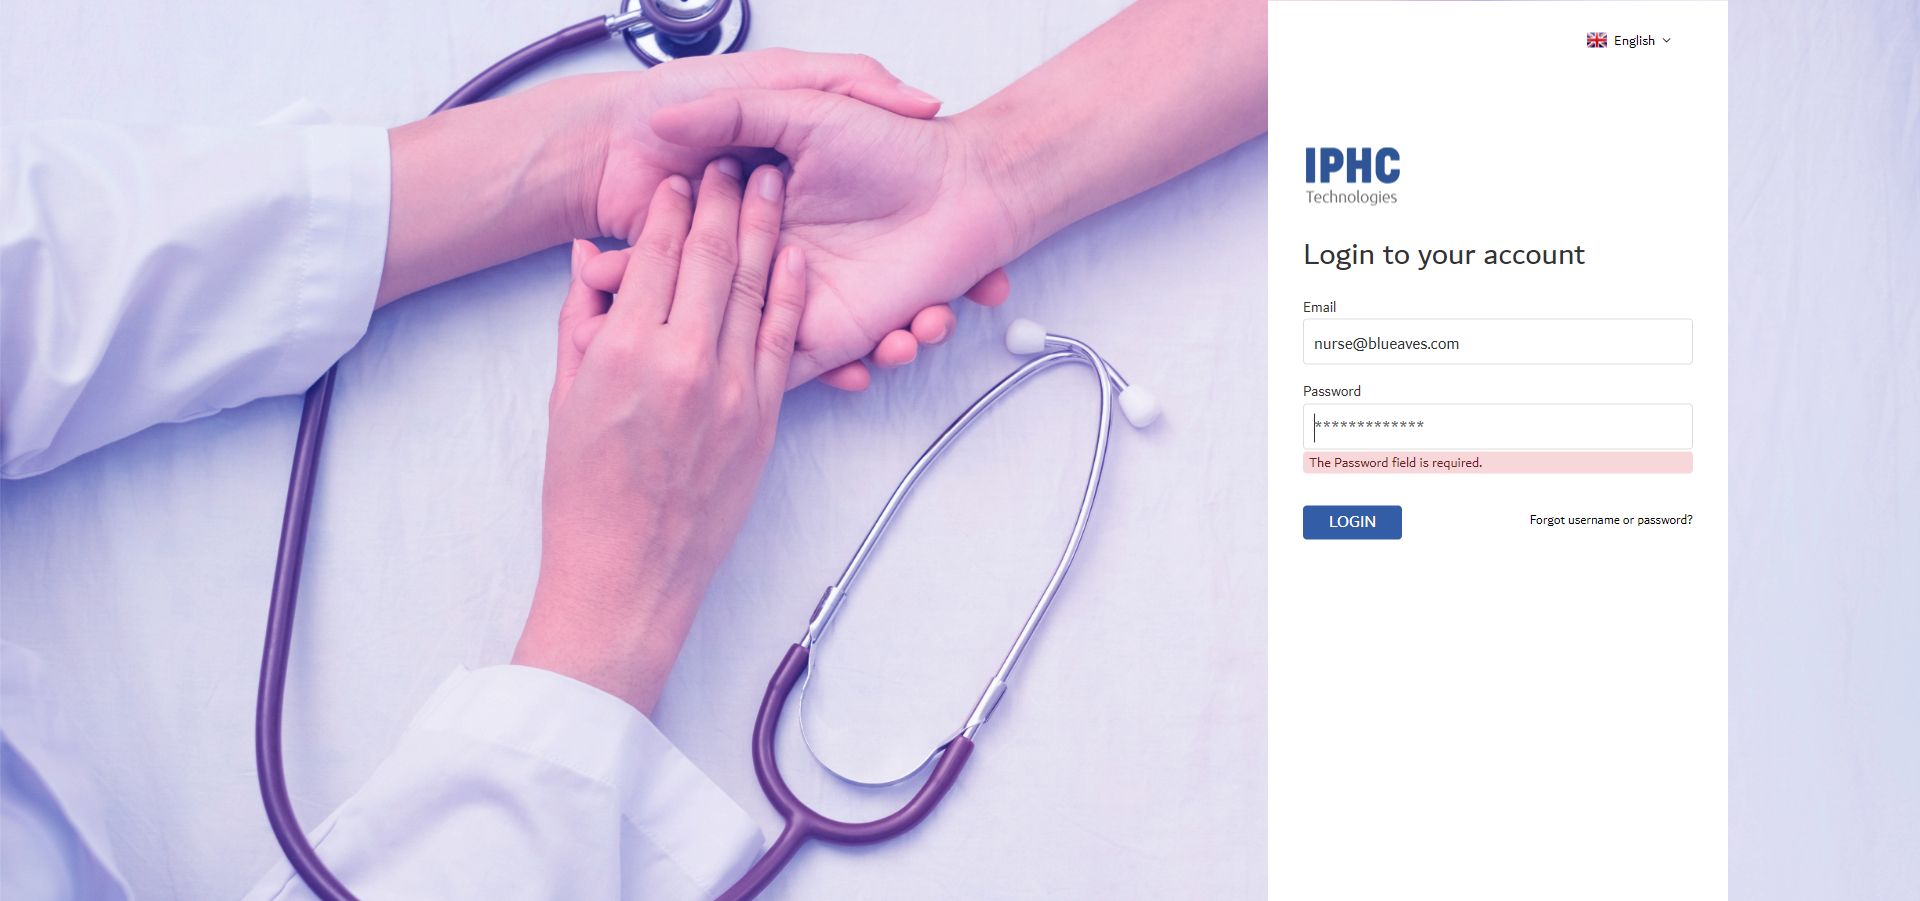 English
IPHC
Technologies
Login to your account
Email
nurse@blueaves.com
Password
*************
The Password field is required.
LOGIN
Forgot username or password?